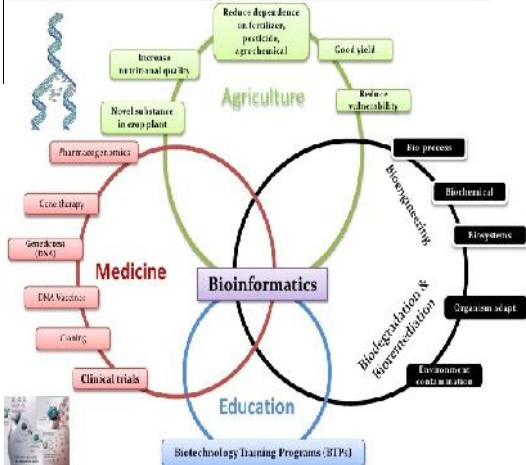 Reduce dependence
on fertilizer,
pesticide,
agrochemical
Increase
nutritional quality
Good yield
Agriculture
Novel substance
in crop plant
Reduce
vulnerability
Pharmacogenomics
Bio process
Gene therapy
Biochemical
Bioengineering
Genetic test
(DNA)
Biosystems
Medicine
Bioinformatics
DNA Vaccines
Organism adapt.
Biodegradation &
Bioremediation
Cloning
Clinical trials
Environment
contamination
Education
Biotechnology Training Programs (BTPs)